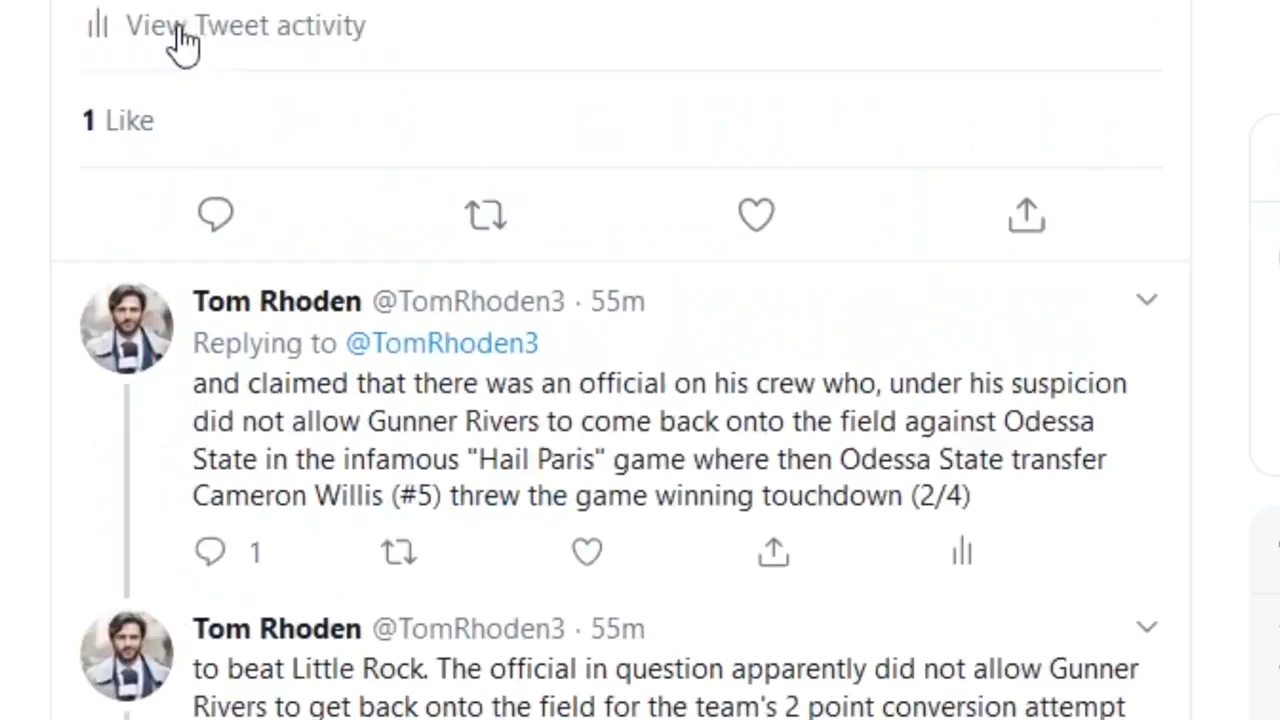 View Tweet activity
1 Like
Tom Rhoden @TomRhoden3 · 55m
Replying to @TomRhoden3
and claimed that there was an official on his crew who, under his suspicion
did not allow Gunner Rivers to come back onto the field against Odessa
State in the infamous "Hail Paris" game where then Odessa State transfer
Cameron Willis (#5) threw the game winning touchdown (2/4)
1
Tom Rhoden @TomRhoden3 · 55m
to beat Little Rock. The official in question apparently did not allow Gunner
Rivers to get back onto the field for the team's 2 point conversion attempt